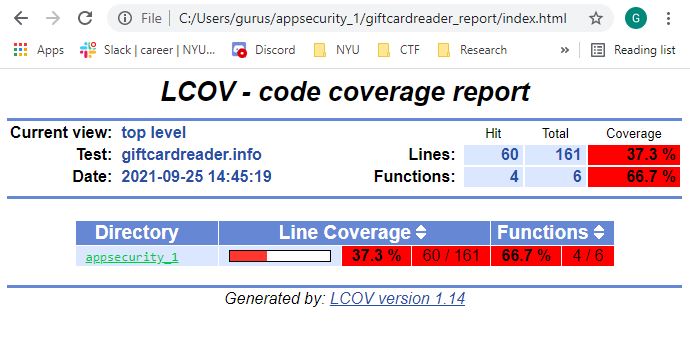 File | C:/Users/gurus/appsecurity_1/giftcardreader_report/index.html
G
Apps Slack | career | NYU... Discord NYU CTF Research » Reading list
LCOV - code coverage report
Current view: top level Hit Total Coverage
Test: giftcardreader.info Lines: 60 161 37.3 %
Date: 2021-09-25 14:45:19 Functions: 4 6 66.7 %
Directory Line Coverage Functions
appsecurity_1 37.3 % 60 / 161 66.7 % 4 / 6
Generated by: LCOV version 1.14